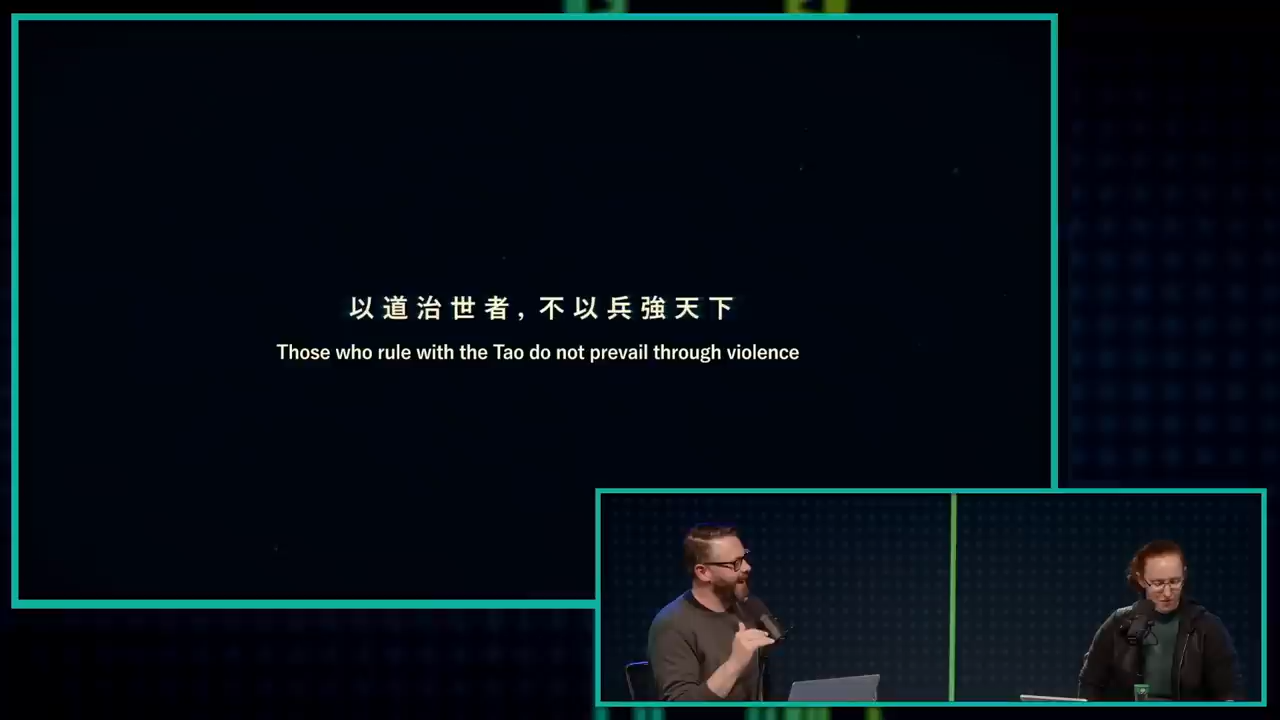 以道治世者，不以兵強天下
Those who rule with the Tao do not prevail through violence